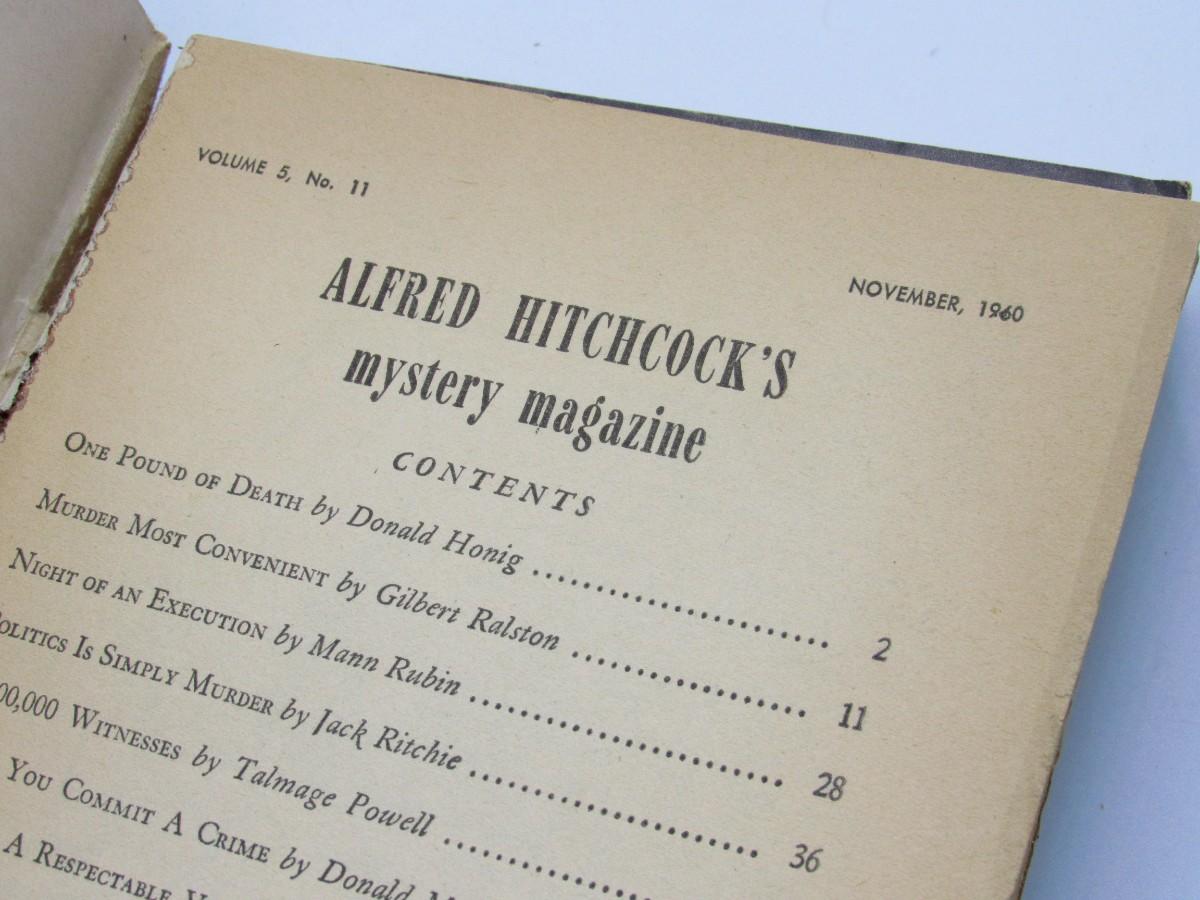 VOLUME 5, No. 11
NOVEMBER, 1960
ALFRED HITCHCOCK'S
mystery magazine
CONTENTS
ONE POUND OF DEATH by Donald Honig .............................. 2
MURDER MOST CONVENIENT by Gilbert Ralston .................... 11
NIGHT OF AN EXECUTION by Mann Rubin .......................... 28
POLITICS IS SIMPLY MURDER by Jack Ritchie ........................ 36
00,000 WITNESSES by Talmage Powell ....................
YOU COMMIT A CRIME by Donald
A RESPECTABLE